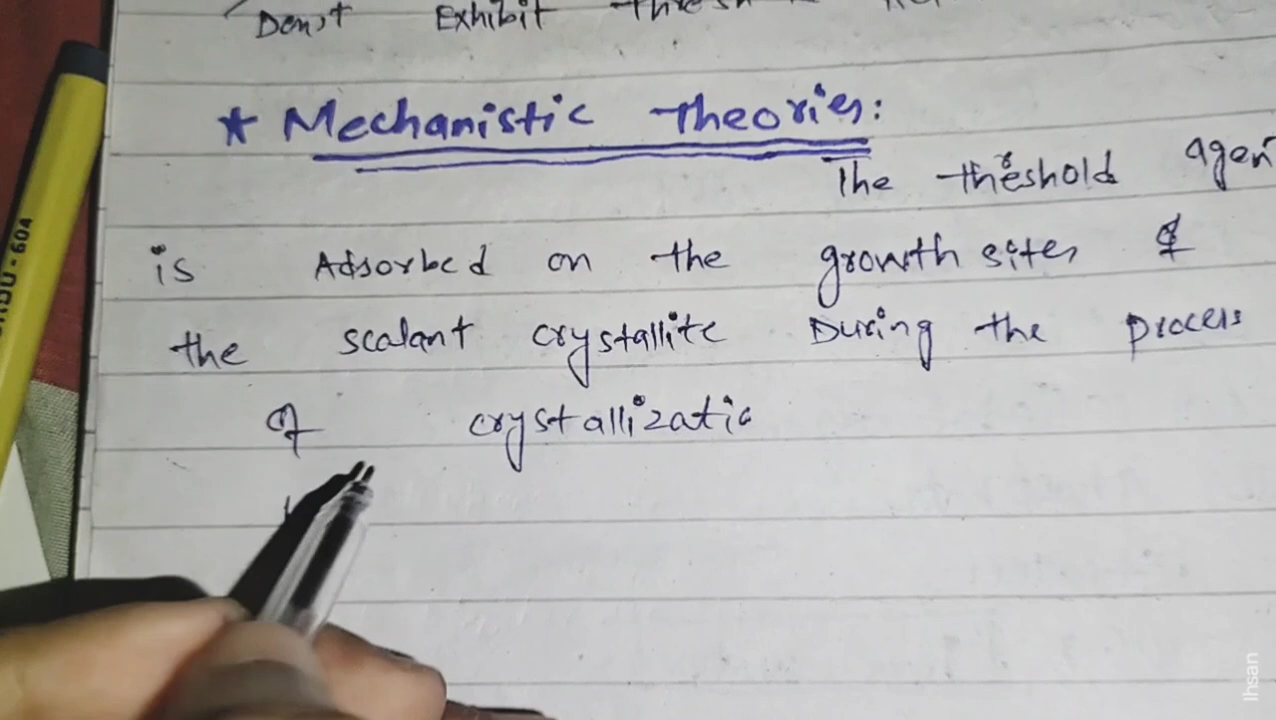 Don't Exhibit
* Mechanistic Theories:
The threshold agen
is Adsorbed on the growth sites of
the scalant crystallite During the process
of crystallizatio
Ihsan